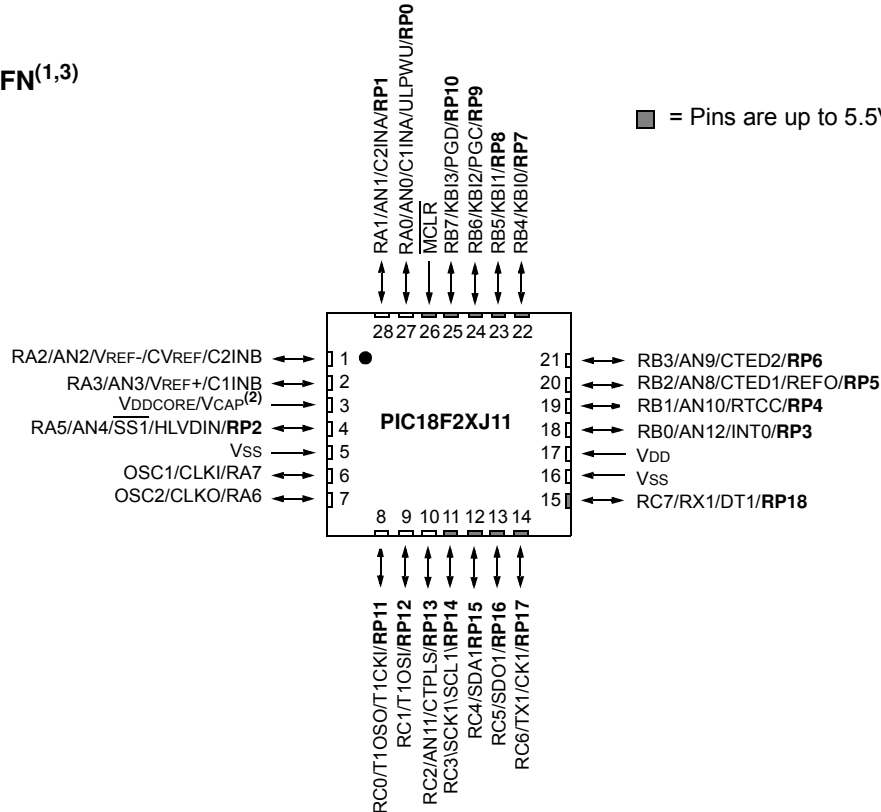 FN(1,3)
= Pins are up to 5.5V
RA1/AN1/C2INA/RP1
RA0/AN0/C1INA/ULPWU/RP0
MCLR
RB7/KBI3/PGD/RP10
RB6/KBI2/PGC/RP9
RB5/KBI1/RP8
RB4/KBI0/RP7
28 27 26 25 24 23 22
RA2/AN2/VREF-/CVREF/C2INB
RA3/AN3/VREF+/C1INB
VDDCORE/VCAP(2)
RA5/AN4/SS1/HLVDIN/RP2
VSS
OSC1/CLKI/RA7
OSC2/CLKO/RA6
1
2
3
4
5
6
7
PIC18F2XJ11
21
20
19
18
17
16
15
RB3/AN9/CTED2/RP6
RB2/AN8/CTED1/REFO/RP5
RB1/AN10/RTCC/RP4
RB0/AN12/INT0/RP3
VDD
VSS
RC7/RX1/DT1/RP18
8 9 10 11 12 13 14
RC0/T1OSO/T1CKI/RP11
RC1/T1OSI/RP12
RC2/AN11/CTPLS/RP13
RC3\SCK1\SCL1\RP14
RC4/SDA1RP15
RC5/SDO1/RP16
RC6/TX1/CK1/RP17